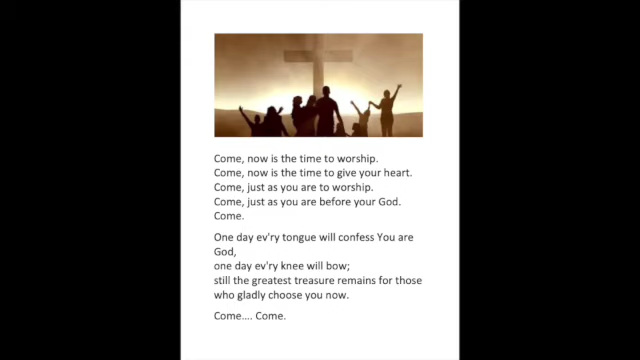 Come, now is the time to worship.
Come, now is the time to give your heart.
Come, just as you are to worship.
Come, just as you are before your God.
Come.
One day ev'ry tongue will confess You are
God,
one day ev'ry knee will bow;
still the greatest treasure remains for those
who gladly choose you now.
Come.... Come.